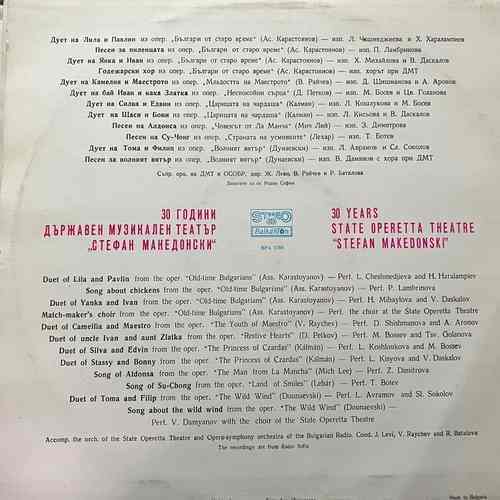 Дует на Лила и Павлин из опер. „Българи от старо време“ (Ас. Карастоянов) — изп. Л. Чешмеджиева и Х. Харалампиев
Песен за пиленцата из опер. „Българи от старо време“ (Ас. Карастоянов) — изп. П. Ламбринова
Дует на Янка и Иван из опер. „Българи от старо време“ (Ас. Карастоянов) — изп. Х. Михайлова и В. Даскалов
Годежарски хор из опер. „Българи от старо време“ (Ас. Карастоянов) — изп. хорът при ДМТ
Дует на Камелия и Маестрото из опер. „Младостта на Маестрото“ (В. Райчев) — изп. Д. Шишманова и А. Аронов
Дует на бай Иван и кака Златка из опер. „Неспокойни сърца“ (Д. Петков) — изп. М. Босев и Цв. Голанова
Дует на Силва и Едвин из опер. „Царицата на чардаша“ (Калман) — изп. Л. Кошлукова и М. Босев
Дует на Щаси и Бони из опер. „Царицата на чардаша“ (Калман) — изп. Л. Кисьова и В. Даскалов
Песен на Алдонса из опер. „Човекът от Ла Манча“ (Мич Лий) — изп. З. Димитрова
Песен на Су-Чонг из опер. „Страната на усмивките“ (Лехар) — изп. Т. Ботев
Дует на Тома и Филип из опер. „Волният вятър“ (Дунаевски) — изп. Л. Аврамов и Сл. Соколов
Песен за волният вятър из опер. „Волният вятър“ (Дунаевски) — изп. В. Дамянов с хора при ДМТ
Съпр. орк. на ДМТ и ОСОБР, дир. Ж. Леви, В. Райчев и Р. Баталова
Записите са от Радио София
30 ГОДИНИ
ДЪРЖАВЕН МУЗИКАЛЕН ТЕАТЪР
„СТЕФАН МАКЕДОНСКИ“
STEREO
Balkanton
30 YEARS
STATE OPERETTA THEATRE
“STEFAN MAKEDONSKI”
Duet of Lila and Pavlin from the oper. “Old-time Bulgarians” (Ass. Karastoyanov) — Perf. L. Cheshmedjieva and H. Haralampiev
Song about chickens from the oper. “Old-time Bulgarians” (Ass. Karastoyanov) — Perf. P. Lambrinova
Duet of Yanka and Ivan from the oper. “Old-time Bulgarians” (Ass. Karastoyanov) — Perf. H. Mihaylova and V. Daskalov
Match-maker's choir from the oper. “Old-time Bulgarians” (Ass. Karastoyanov) — Perf. the choir at the State Operetta Theatre
Duet of Camellia and Maestro from the oper. “The Youth of Maestro” (V. Raychev) — Perf. D. Shishmanova and A. Aronov
Duet of uncle Ivan and aunt Zlatka from the oper. “Restive Hearts” (D. Petkov) — Perf. M. Bossev and Tsv. Golanova
Duet of Silva and Edvin from the oper. “The Princess of Czardas” (Kálmán) — Perf. L. Koshloukova and M. Bossev
Duet of Stassy and Bonny from the oper. “The Princess of Czardas” (Kálmán) — Perf. L. Kissyova and V. Daskalov
Song of Aldonsa from the oper. “The Man from La Mancha” (Mich Lee) — Perf. Z. Dimitrova
Song of Su-Chong from the oper. “Land of Smiles” (Lehár) — Perf. T. Botev
Duet of Toma and Filip from the oper. “The Wild Wind” (Dounaevski) — Perf. L. Avramov and Sl. Sokolov
Song about the wild wind from the oper. “The Wild Wind” (Dounaevski) —
Perf. V. Damyanov with the choir of the State Operetta Theatre
Accomp. the orch. of the State Operetta Theatre and Opera-symphony orchestra of the Bulgarian Radio. Cond. J. Levi, V. Raychev and R. Batalova
The recordings are from Radio Sofia
Made in Bulgaria